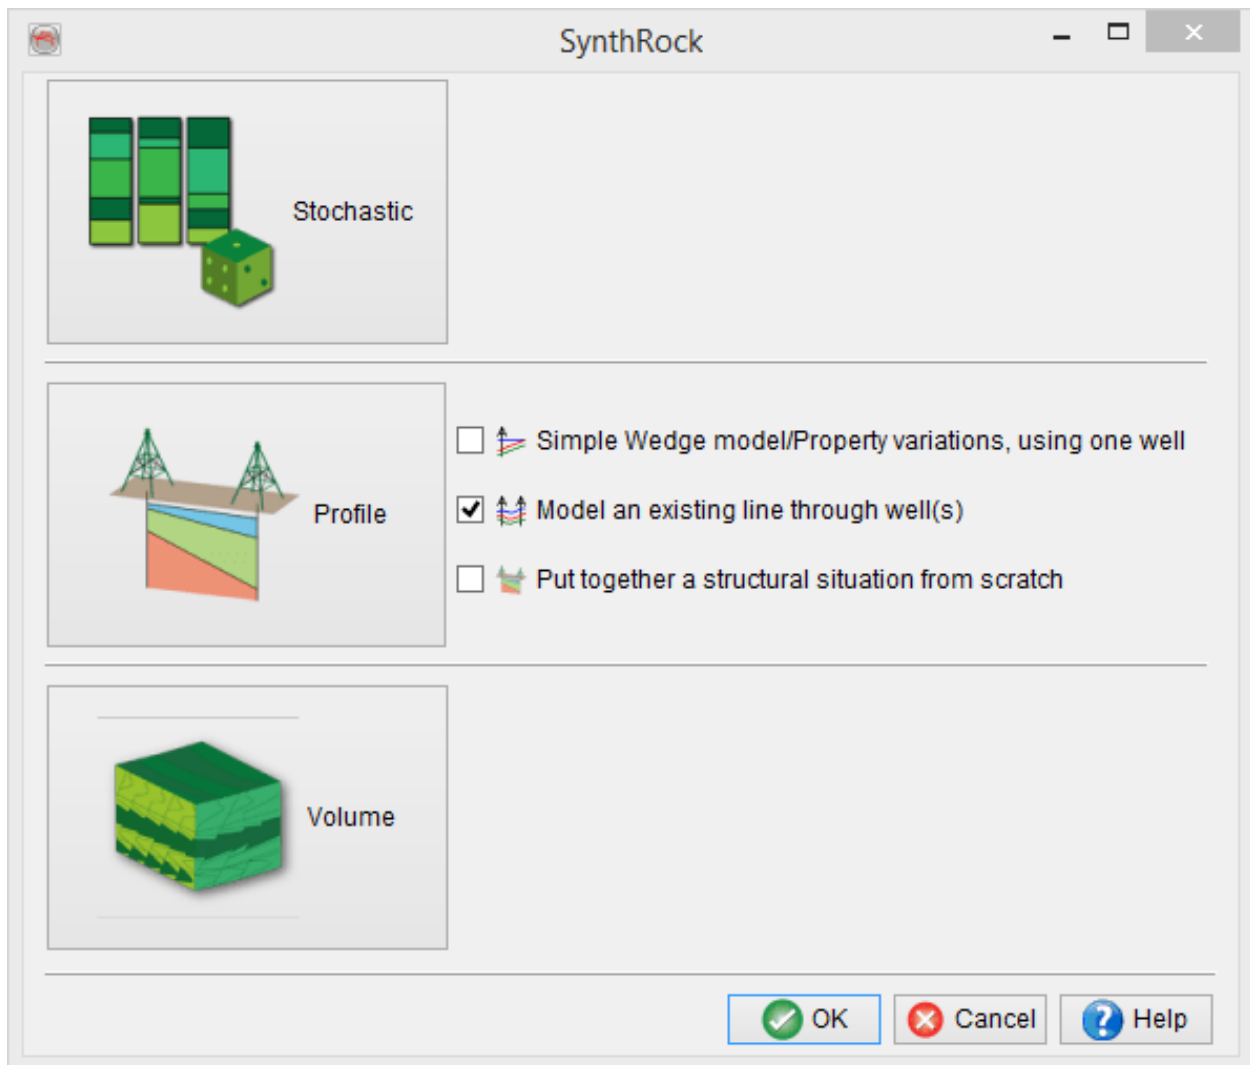 SynthRock
Stochastic
Profile
Simple Wedge model/Property variations, using one well
Model an existing line through well(s)
Put together a structural situation from scratch
Volume
OK
Cancel
Help